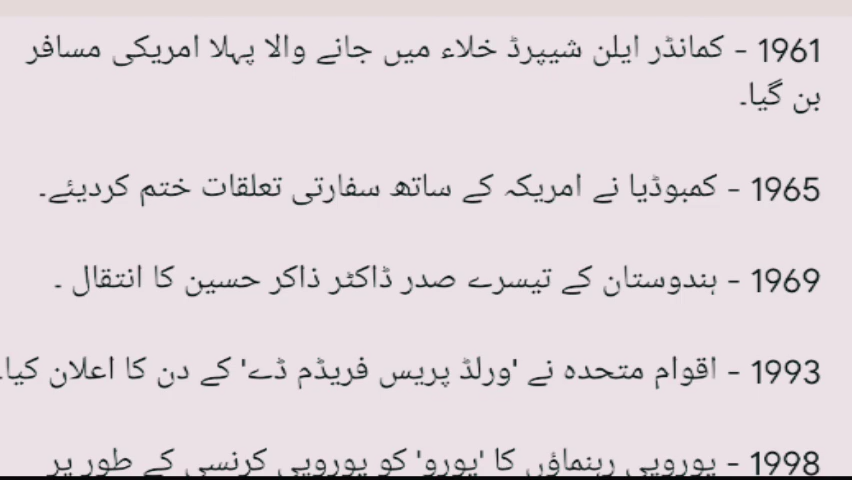 1961 - کمانڈر ایلن شیپرڈ خلاء میں جانے والا پہلا امریکی مسافر
بن گیا۔
1965 - کمبوڈیا نے امریکہ کے ساتھ سفارتی تعلقات ختم کردیئے۔
1969 - ہندوستان کے تیسرے صدر ڈاکٹر ذاکر حسین کا انتقال ۔
1993 - اقوام متحدہ نے 'ورلڈ پریس فریڈم ڈے' کے دن کا اعلان کیا۔
1998 - یوروپی رہنماؤں کا 'یورو' کو یوروپی کرنسی کے طور پر